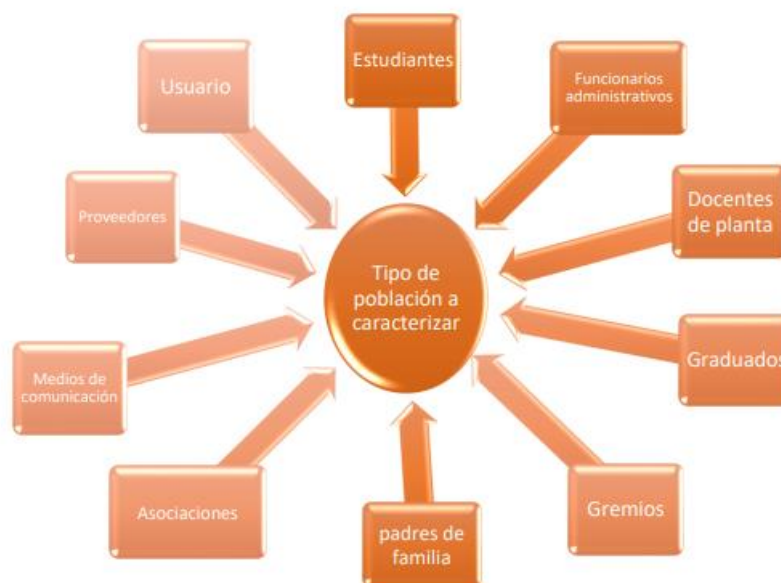 Estudiantes
Funcionarios
administrativos
Docentes
de planta
Graduados
Gremios
padres de
familia
Asociaciones
Medios de
comunicación
Proveedores
Usuario
Tipo de
población a
caracterizar